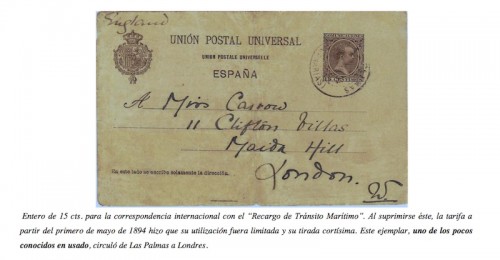 England
UNIÓN POSTAL UNIVERSAL
UNION POSTALE UNIVERSELLE
ESPAÑA
A Miss
11 Clifton Villas
Maida Hill
London.
W
En este lado se escribe solamente la dirección.
Entero de 15 cts. para la correspondencia internacional con el "Recargo de Tránsito Marítimo". Al suprimirse éste, la tarifa a
partir del primero de mayo de 1894 hizo que su utilización fuera limitada y su tirada cortísima. Este ejemplar, uno de los pocos
conocidos en usado, circuló de Las Palmas a Londres.